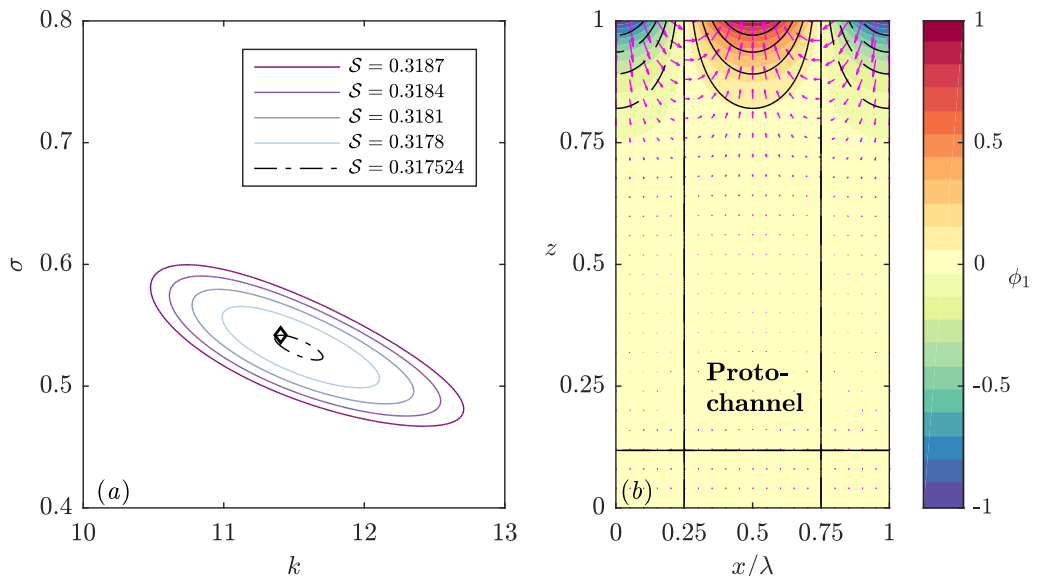 0.8
0.7
0.6
0.5
0.4
σ
10
11
12
13
k
(a)
𝒮 = 0.3187
𝒮 = 0.3184
𝒮 = 0.3181
𝒮 = 0.3178
𝒮 = 0.317524
1
0.75
0.5
0.25
0
z
0
0.25
0.5
0.75
1
x/λ
(b)
Proto-
channel
1
0.5
0
-0.5
-1
ϕ₁